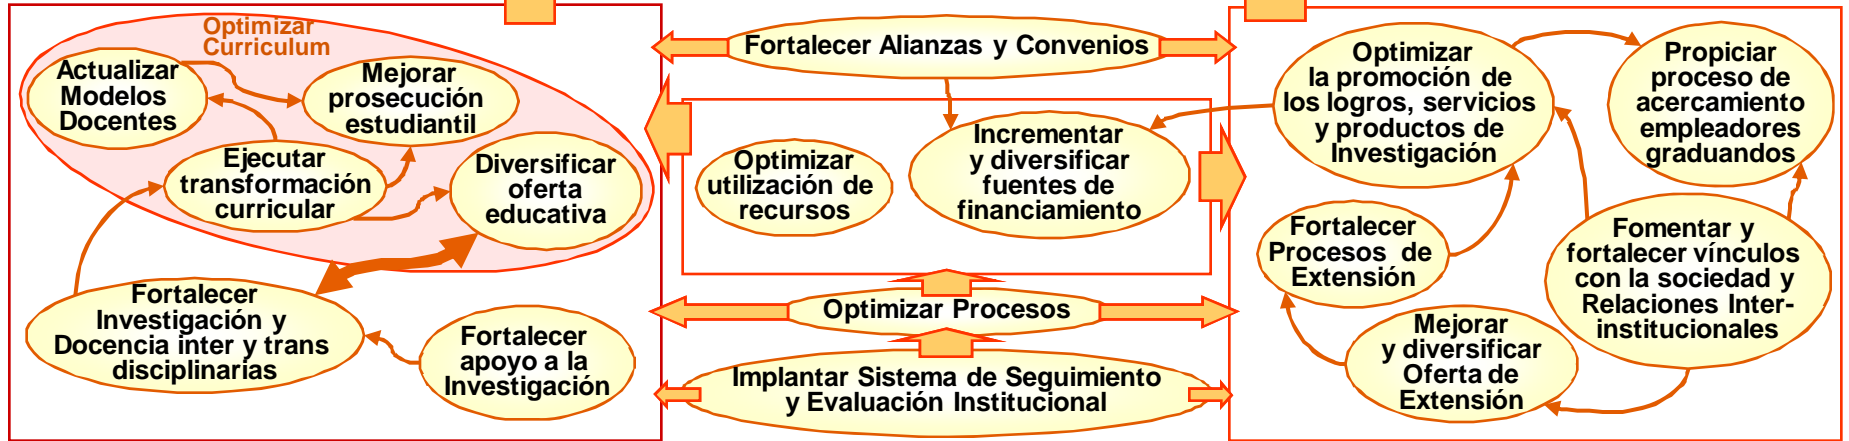 Optimizar
Curriculum
Actualizar
Modelos
Docentes
Mejorar
prosecución
estudiantil
Ejecutar
transformación
curricular
Diversificar
oferta
educativa
Fortalecer
Investigación y
Docencia inter y trans
disciplinarias
Fortalecer
apoyo a la
Investigación
Fortalecer Alianzas y Convenios
Optimizar
utilización de
recursos
Incrementar
y diversificar
fuentes de
financiamiento
Optimizar Procesos
Implantar Sistema de Seguimiento
y Evaluación Institucional
Optimizar
la promoción de
los logros, servicios
y productos de
Investigación
Propiciar
proceso de
acercamiento
empleadores
graduandos
Fortalecer
Procesos de
Extensión
Fomentar y
fortalecer vínculos
con la sociedad y
Relaciones Inter-
institucionales
Mejorar
y diversificar
Oferta de
Extensión